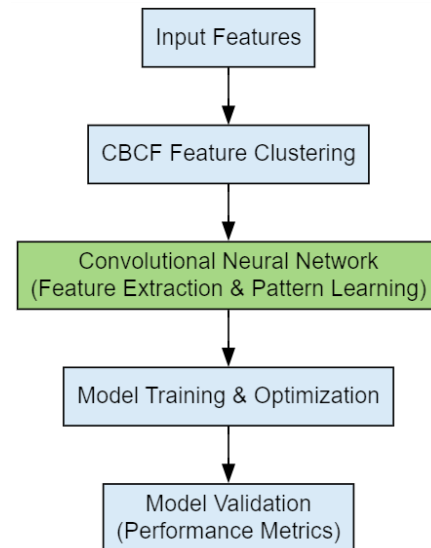 Input Features
CBCF Feature Clustering
Convolutional Neural Network
(Feature Extraction & Pattern Learning)
Model Training & Optimization
Model Validation
(Performance Metrics)